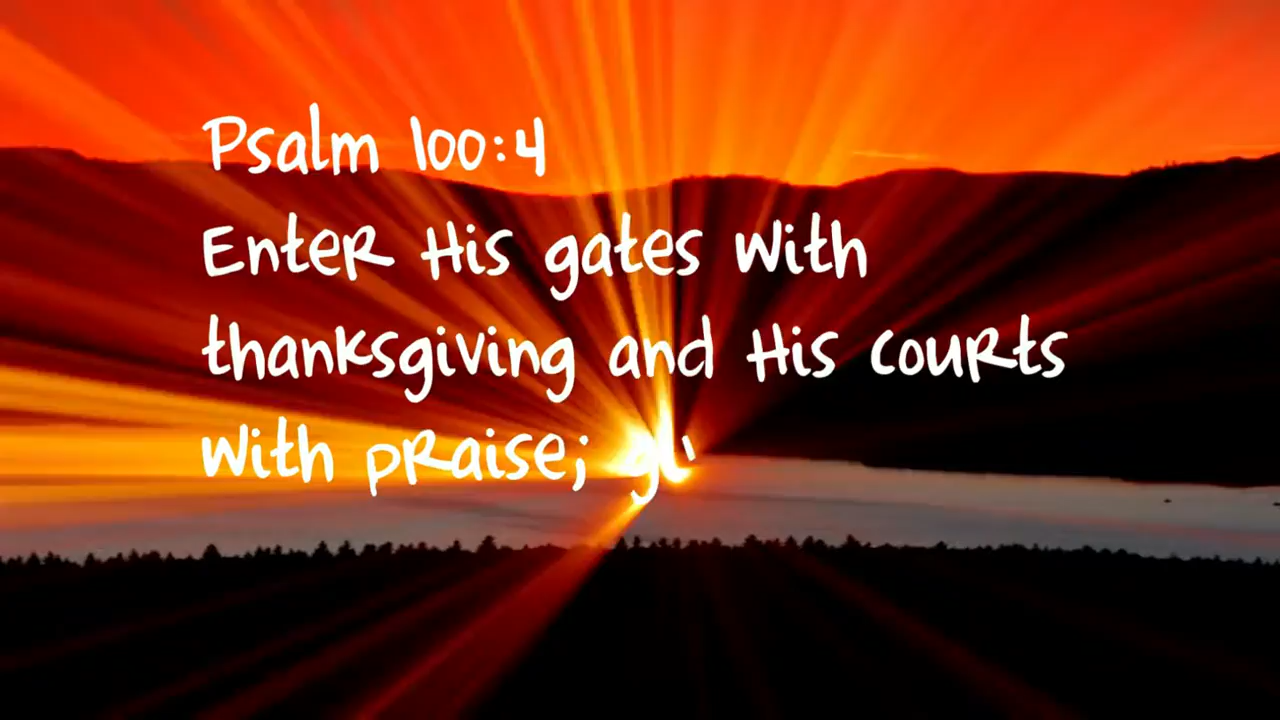 Psalm 100:4
Enter His gates with
thanksgiving and His courts
with praise;